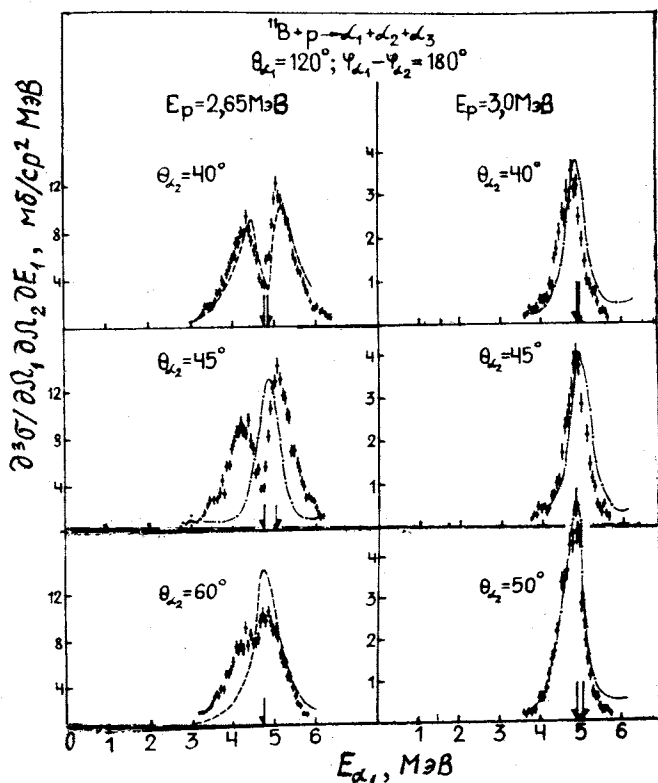 ¹¹B + p → α₁ + α₂ + α₃
θα₁ = 120°; φα₁ − φα₂ = 180°
Eₚ = 2,65 МэВ
Eₚ = 3,0 МэВ
∂³σ/∂Ω₁ ∂Ω₂ ∂E₁, мб/ср² МэВ
θα₂ = 40°
12
8
4
θα₂ = 40°
4
3
2
1
θα₂ = 45°
12
8
4
θα₂ = 45°
4
3
2
1
θα₂ = 60°
12
8
4
θα₂ = 50°
4
3
2
1
0 1 2 3 4 5 6 1 2 3 4 5 6
Eα₁, МэВ